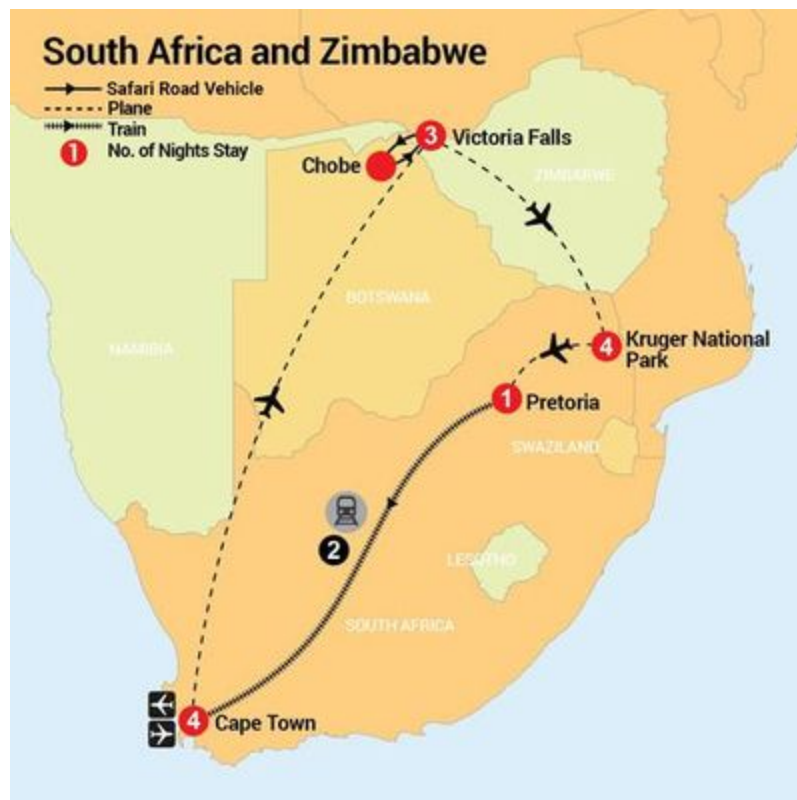 South Africa and Zimbabwe
Safari Road Vehicle
Plane
Train
1 No. of Nights Stay
3 Victoria Falls
Chobe
ZIMBABWE
BOTSWANA
NAMIBIA
4 Kruger National
Park
1 Pretoria
SWAZILAND
2
LESOTHO
SOUTH AFRICA
4 Cape Town